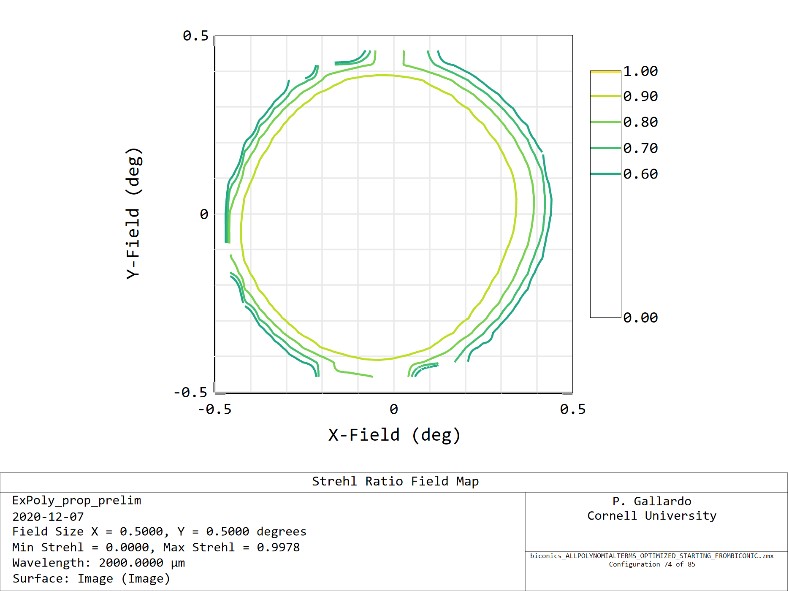 0.5
0
-0.5
Y-Field (deg)
-0.5
0
0.5
X-Field (deg)
1.00
0.90
0.80
0.70
0.60
0.00
Strehl Ratio Field Map
ExPoly_prop_prelim
2020-12-07
Field Size X = 0.5000, Y = 0.5000 degrees
Min Strehl = 0.0000, Max Strehl = 0.9978
Wavelength: 2000.0000 µm
Surface: Image (Image)
P. Gallardo
Cornell University
biconics_ALLPOLYNOMIALTERMS_OPTIMIZED_STARTING_FROMBICONIC.zmx
Configuration 74 of 85